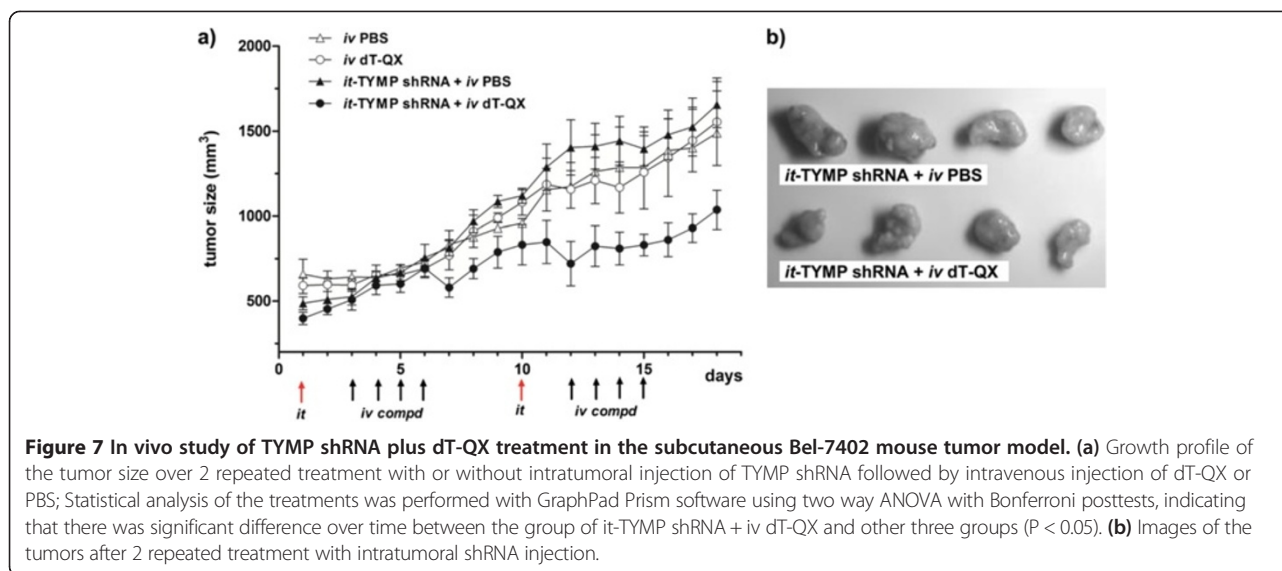 a)
iv PBS
iv dT-QX
it-TYMP shRNA + iv PBS
it-TYMP shRNA + iv dT-QX
2000
1500
1000
500
tumor size (mm³)
0
5
10
15
days
it
iv compd
it
iv compd
b)
it-TYMP shRNA + iv PBS
it-TYMP shRNA + iv dT-QX
Figure 7 In vivo study of TYMP shRNA plus dT-QX treatment in the subcutaneous Bel-7402 mouse tumor model. (a) Growth profile of
the tumor size over 2 repeated treatment with or without intratumoral injection of TYMP shRNA followed by intravenous injection of dT-QX or
PBS; Statistical analysis of the treatments was performed with GraphPad Prism software using two way ANOVA with Bonferroni posttests, indicating
that there was significant difference over time between the group of it-TYMP shRNA + iv dT-QX and other three groups (P < 0.05). (b) Images of the
tumors after 2 repeated treatment with intratumoral shRNA injection.